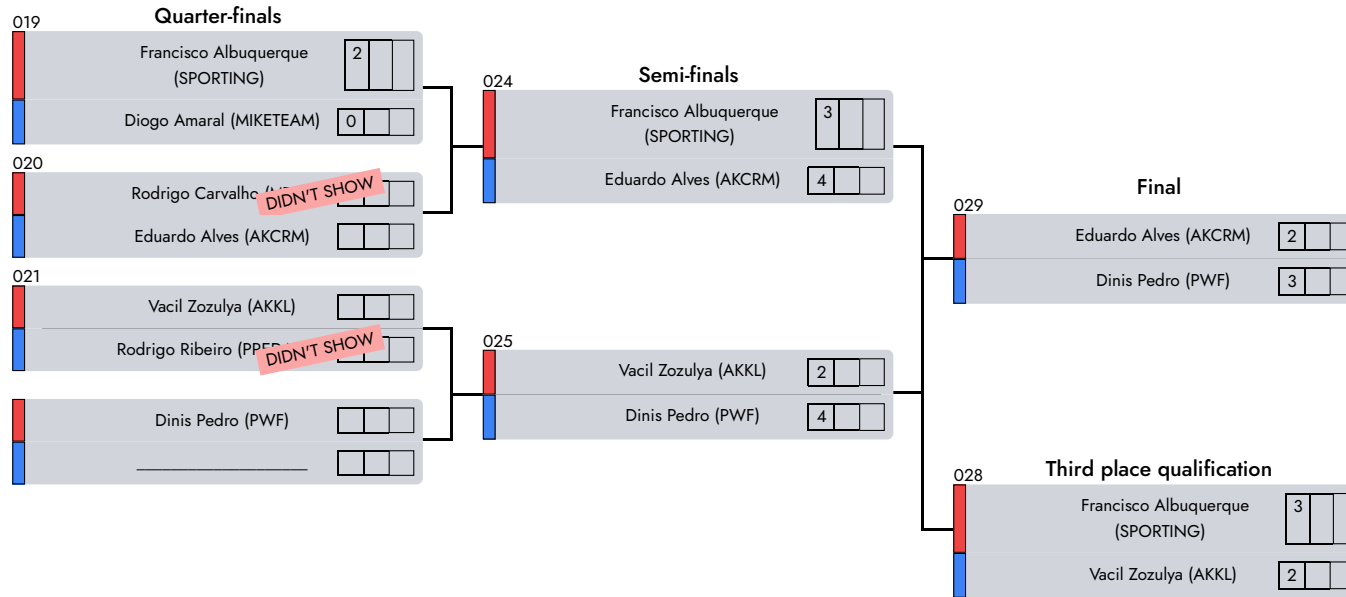 Quarter-finals
019
Francisco Albuquerque
(SPORTING)
2
Diogo Amaral (MIKETEAM)
0
020
Rodrigo Carvalho
DIDN'T SHOW
Eduardo Alves (AKCRM)
021
Vacil Zozulya (AKKL)
Rodrigo Ribeiro
DIDN'T SHOW
Dinis Pedro (PWF)
Semi-finals
024
Francisco Albuquerque
(SPORTING)
3
Eduardo Alves (AKCRM)
4
025
Vacil Zozulya (AKKL)
2
Dinis Pedro (PWF)
4
Final
029
Eduardo Alves (AKCRM)
2
Dinis Pedro (PWF)
3
Third place qualification
028
Francisco Albuquerque
(SPORTING)
3
Vacil Zozulya (AKKL)
2